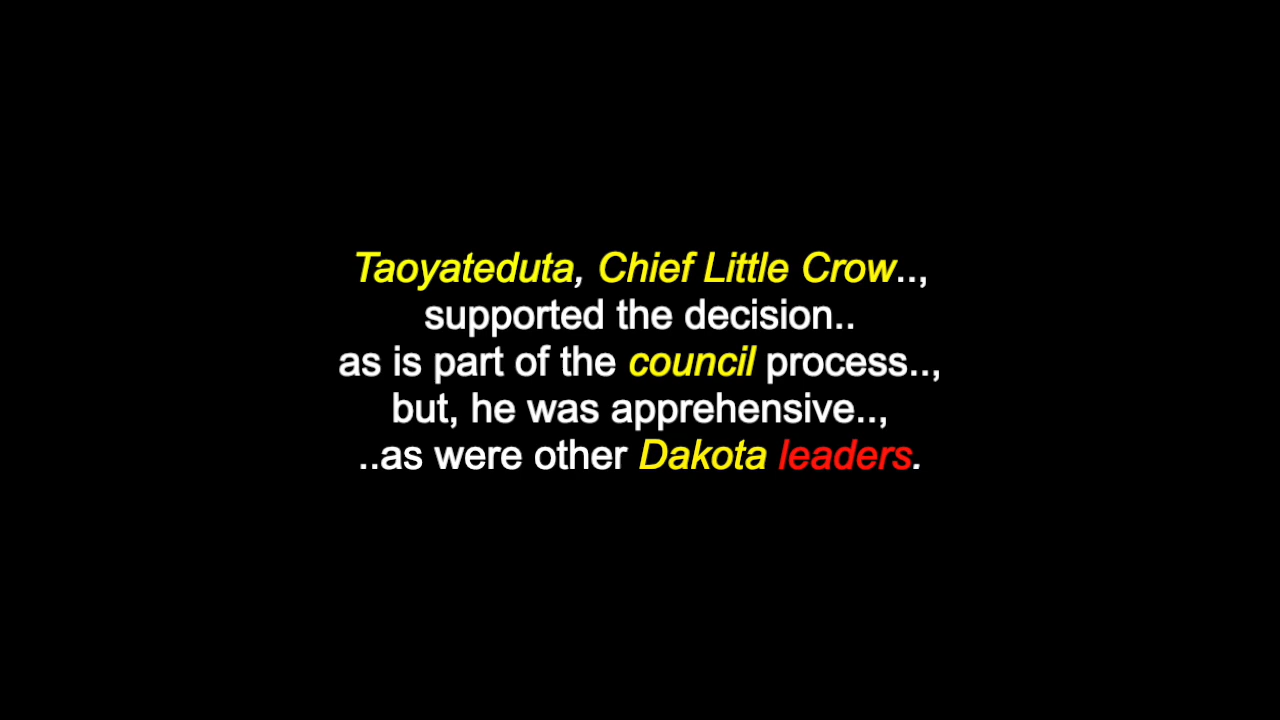 Taoyateduta, Chief Little Crow..,
supported the decision..
as is part of the council process..,
but, he was apprehensive..,
..as were other Dakota leaders.